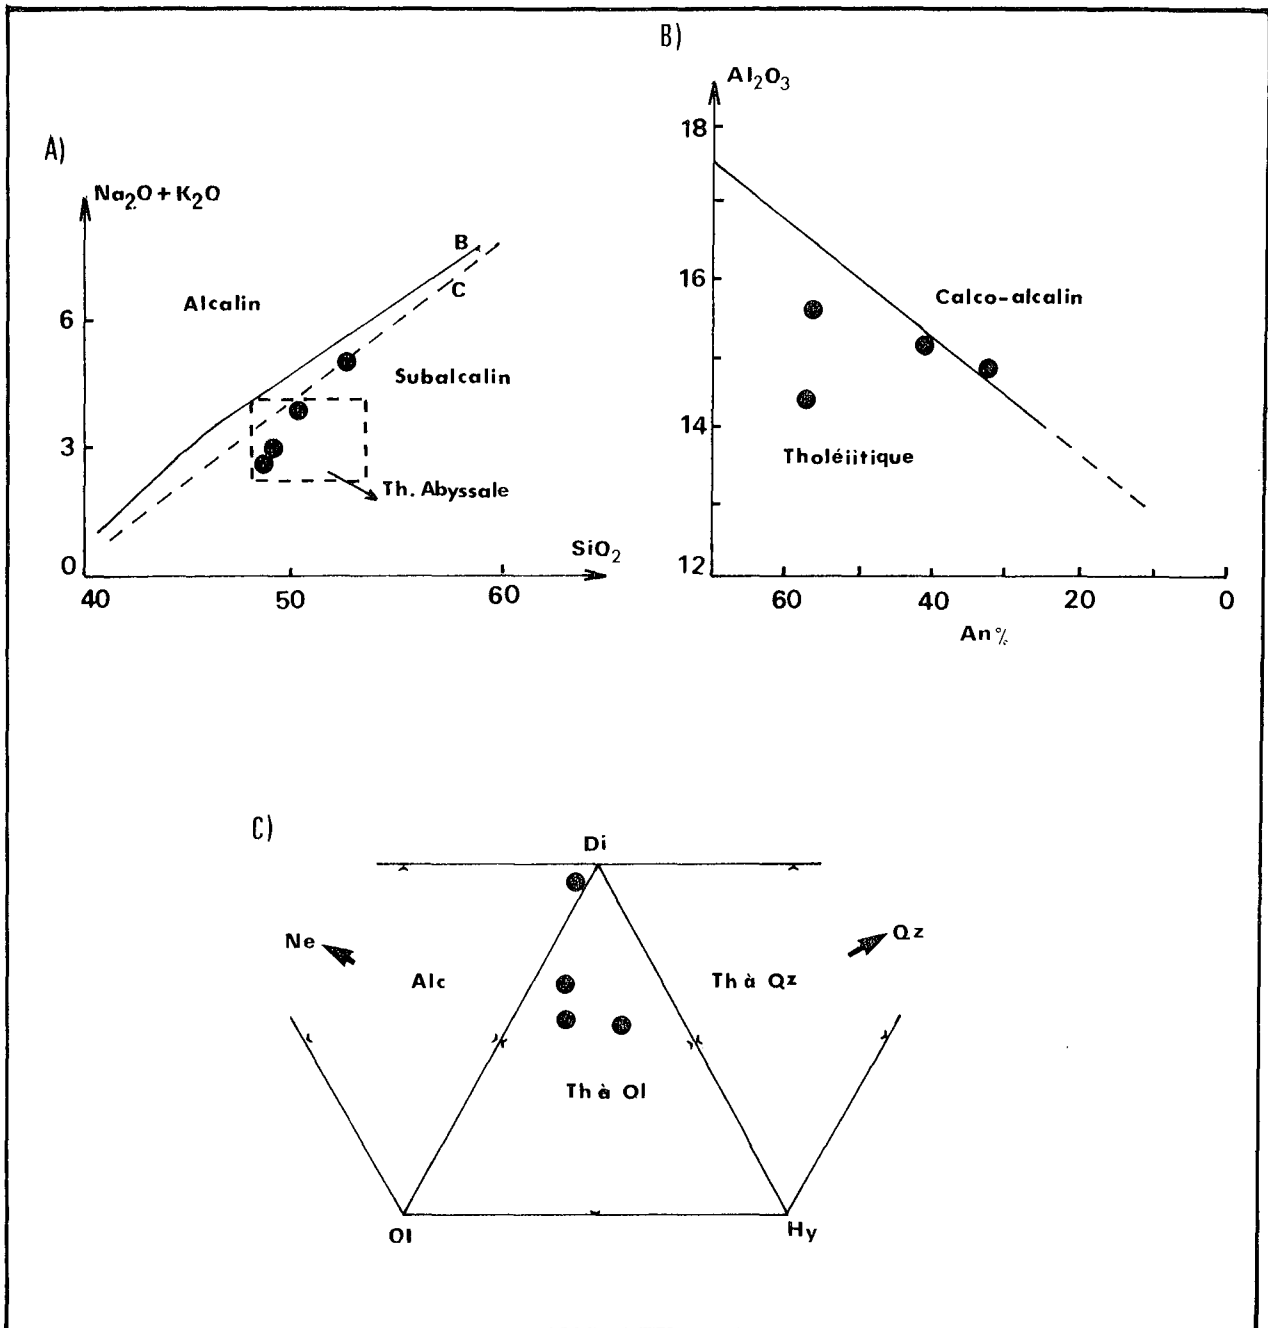 A)
Na₂O+K₂O
B
C
Alcalin
6
Subalcalin
3
Th. Abyssale
0
SiO₂
40
50
60
B)
Al₂O₃
18
16
Calco-alcalin
14
Tholéiitique
12
60
40
20
0
An%
C)
Di
Ne
Qz
Alc
Th à Qz
Th à Ol
Ol
Hy